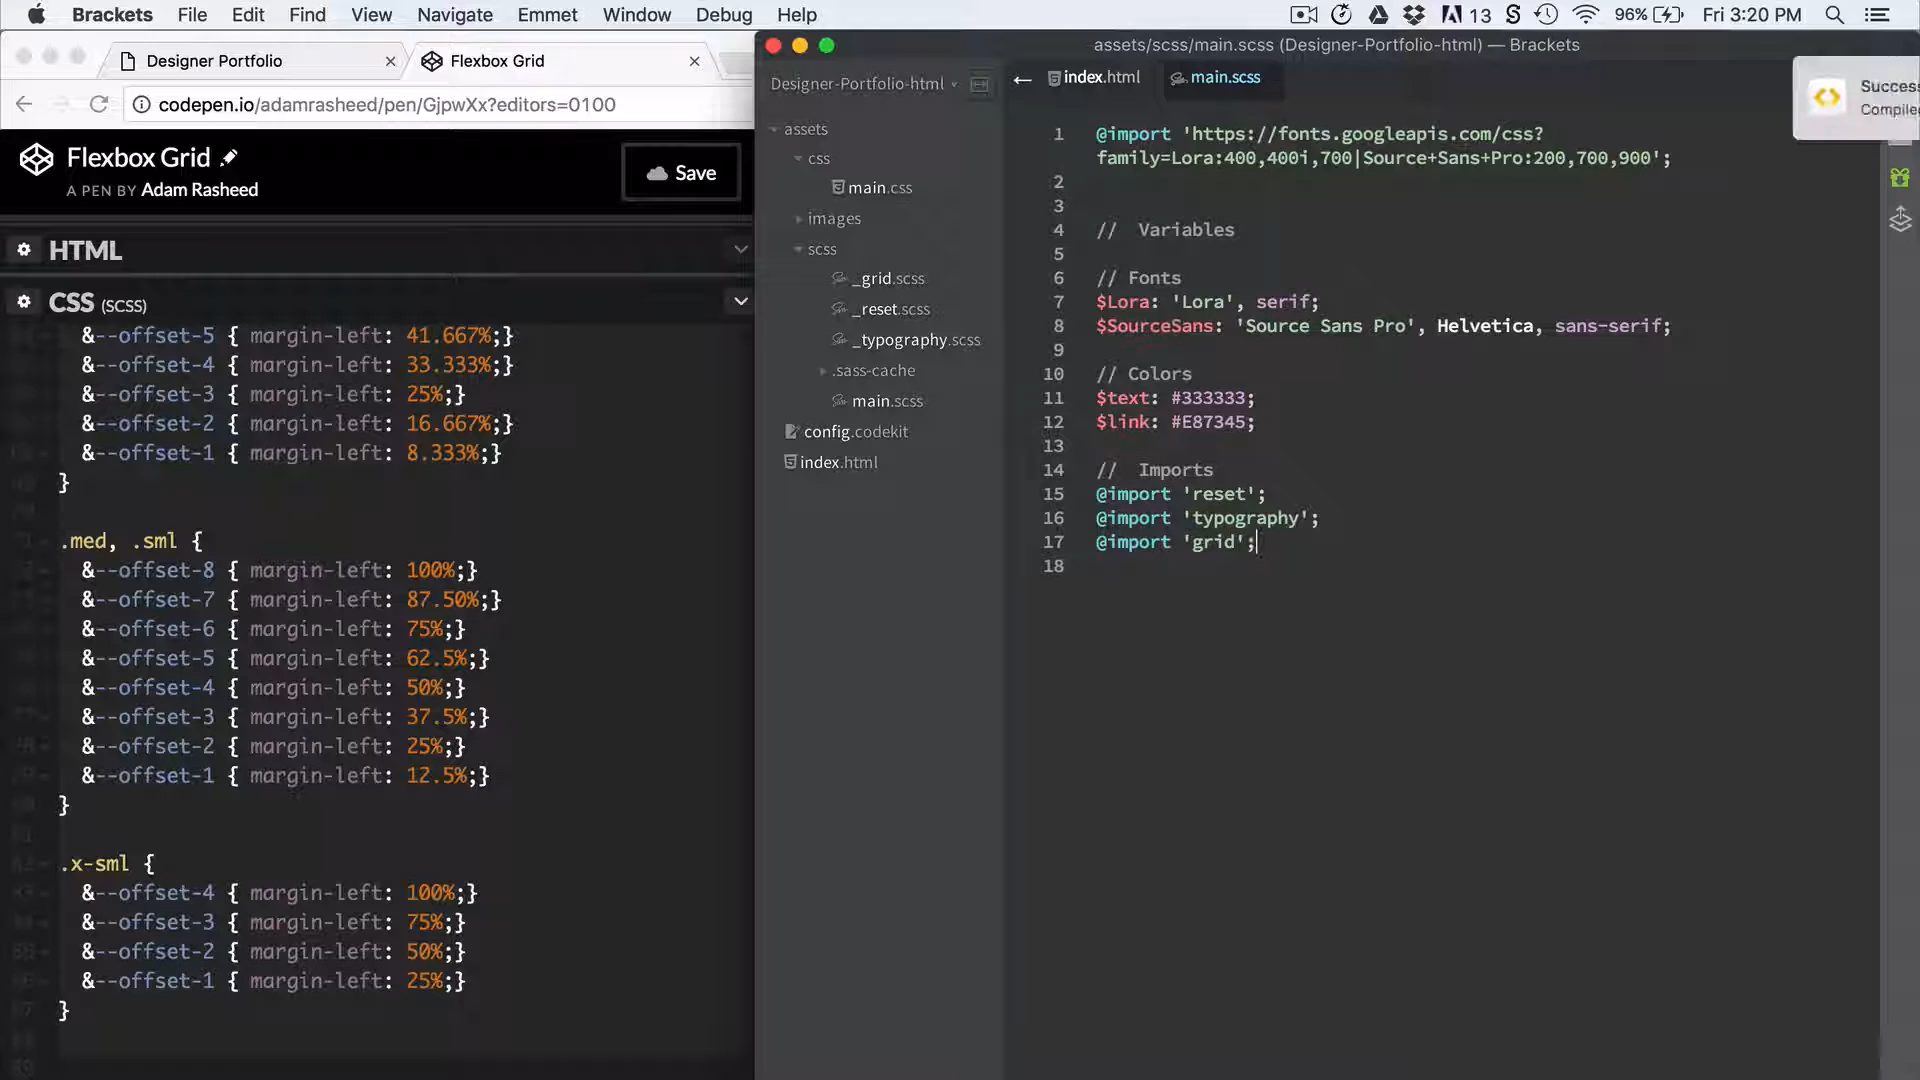 Brackets File Edit Find View Navigate Emmet Window Debug Help 13 96% Fri 3:20 PM
Designer Portfolio
Flexbox Grid
codepen.io/adamrasheed/pen/GjpwXx?editors=0100
Flexbox Grid
A PEN BY Adam Rasheed
Save
HTML
CSS (SCSS)
&--offset-5 { margin-left: 41.667%;}
&--offset-4 { margin-left: 33.333%;}
&--offset-3 { margin-left: 25%;}
&--offset-2 { margin-left: 16.667%;}
&--offset-1 { margin-left: 8.333%;}
}
.med, .sml {
&--offset-8 { margin-left: 100%;}
&--offset-7 { margin-left: 87.50%;}
&--offset-6 { margin-left: 75%;}
&--offset-5 { margin-left: 62.5%;}
&--offset-4 { margin-left: 50%;}
&--offset-3 { margin-left: 37.5%;}
&--offset-2 { margin-left: 25%;}
&--offset-1 { margin-left: 12.5%;}
}
.x-sml {
&--offset-4 { margin-left: 100%;}
&--offset-3 { margin-left: 75%;}
&--offset-2 { margin-left: 50%;}
&--offset-1 { margin-left: 25%;}
}
assets/scss/main.scss (Designer-Portfolio-html) — Brackets
Designer-Portfolio-html
assets
css
main.css
images
scss
_grid.scss
_reset.scss
_typography.scss
.sass-cache
main.scss
config.codekit
index.html
index.html
main.scss
Success
Compiled
1 @import 'https://fonts.googleapis.com/css?
family=Lora:400,400i,700|Source+Sans+Pro:200,700,900';
2
3
4 //  Variables
5
6 // Fonts
7 $Lora: 'Lora', serif;
8 $SourceSans: 'Source Sans Pro', Helvetica, sans-serif;
9
10 // Colors
11 $text: #333333;
12 $link: #E87345;
13
14 //  Imports
15 @import 'reset';
16 @import 'typography';
17 @import 'grid';
18